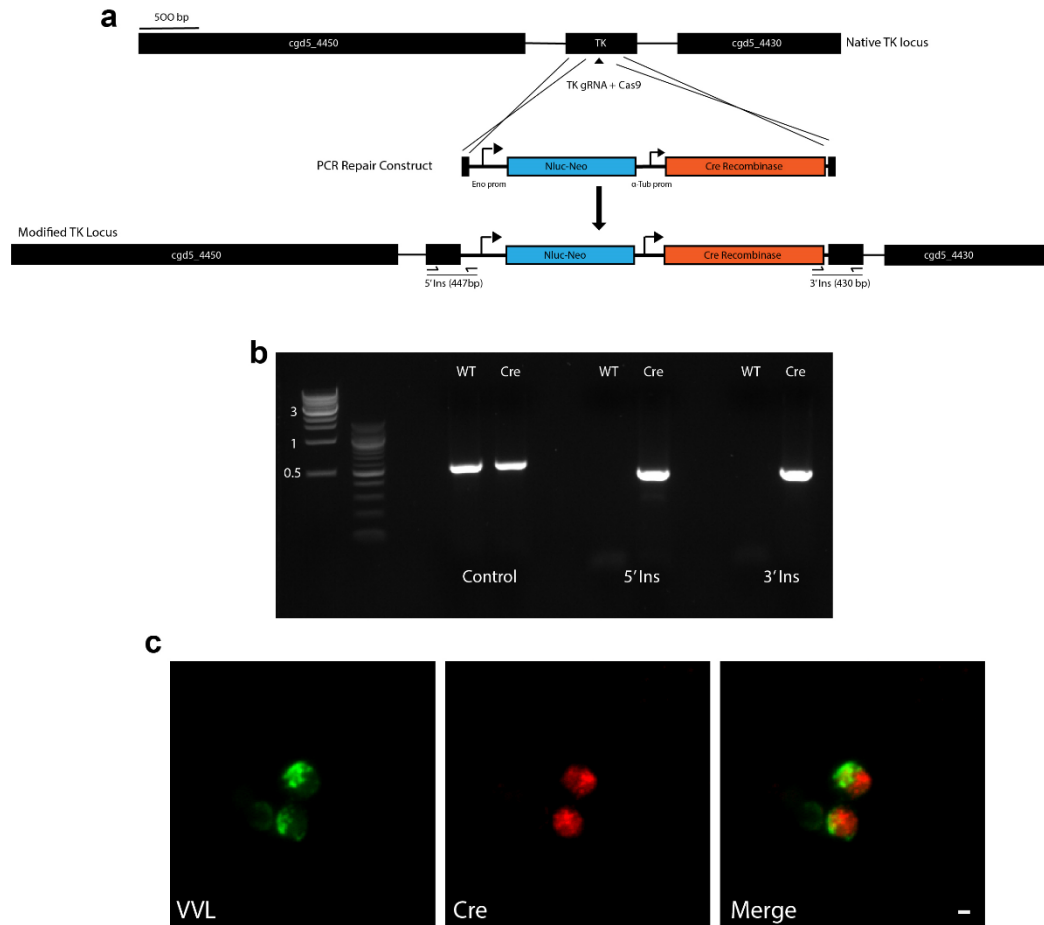 a
500 bp
cgd5_4450
TK
cgd5_4430
Native TK locus
TK gRNA + Cas9
PCR Repair Construct
Nluc-Neo
Cre Recombinase
Eno prom
α-Tub prom
Modified TK Locus
cgd5_4450
Nluc-Neo
Cre Recombinase
cgd5_4430
5' Ins (447bp)
3' Ins (430 bp)
b
WT Cre WT Cre WT Cre
3
1
0.5
Control 5' Ins 3' Ins
c
VVL Cre Merge